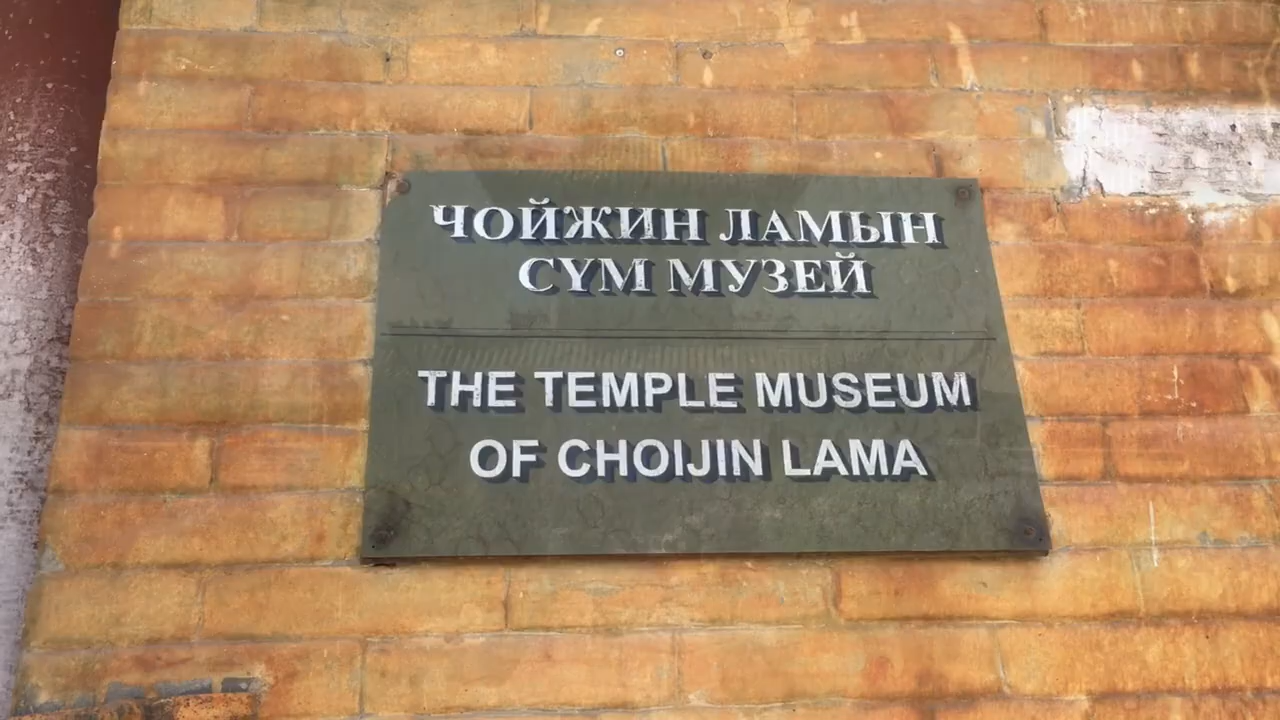 ЧОЙЖИН ЛАМЫН
СҮМ МУЗЕЙ
THE TEMPLE MUSEUM
OF CHOIJIN LAMA